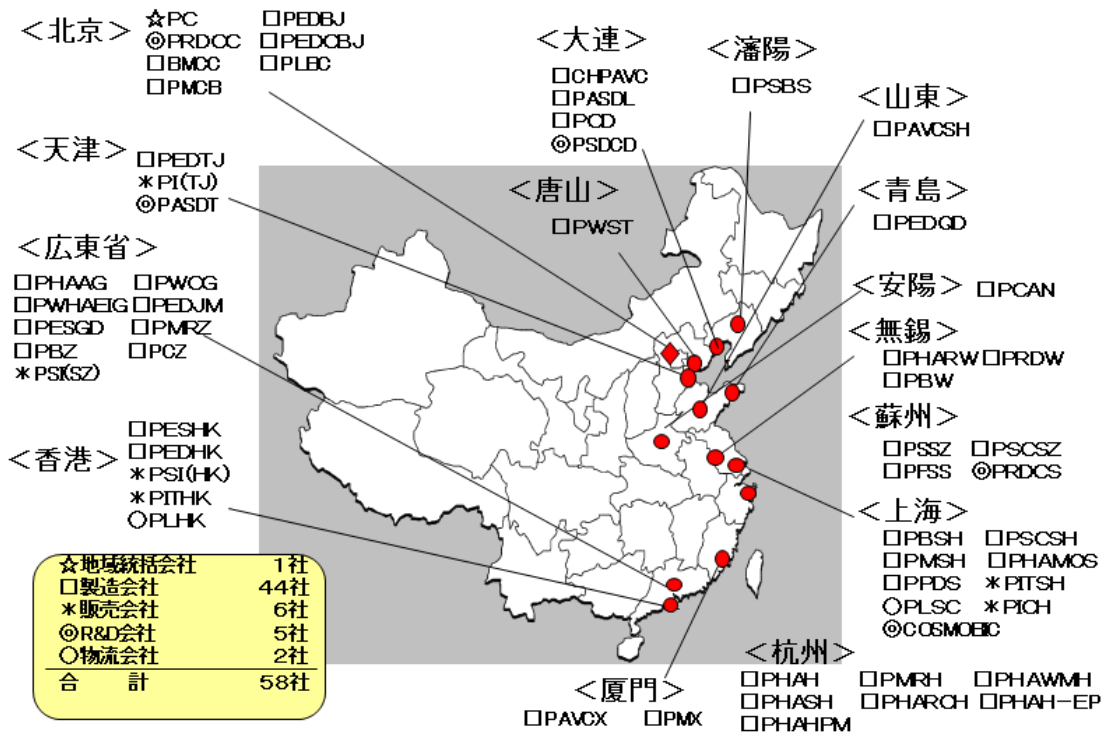 ＜北京＞
☆PC □PEDBJ
◎PRDCC □PEDCBJ
□BMCC □PLBC
□PMCB
＜大連＞
□CHPAVC
□PASDL
□PCD
◎PSDCD
＜瀋陽＞
□PSBS
＜山東＞
□PAVCSH
＜天津＞
□PEDTJ
＊PI(TJ)
◎PASDT
＜唐山＞
□PWST
＜青島＞
□PEDQD
＜広東省＞
□PHAAG □PWCG
□PWHAEIG □PEDJM
□PESGD □PMRZ
□PBZ □PCZ
＊PSI(SZ)
＜安陽＞ □PCAN
＜無錫＞
□PHARW □PRDW
□PBW
＜蘇州＞
□PSSZ □PSCSZ
□PFSS ◎PRDCS
＜香港＞
□PESHK
□PEDHK
＊PSI(HK)
＊PITHK
○PLHK
＜上海＞
□PBSH □PSCSH
□PMSH □PHAMOS
□PPDS ＊PITSH
○PLSC ＊PICH
◎COSMOBIC
☆地域統括会社 1社
□製造会社 44社
＊販売会社 6社
◎R&D会社 5社
○物流会社 2社
合 計 58社
＜厦門＞
□PAVCX □PMX
＜杭州＞
□PHAH □PMRH □PHAWMH
□PHASH □PHARCH □PHAH－EP
□PHAHPM